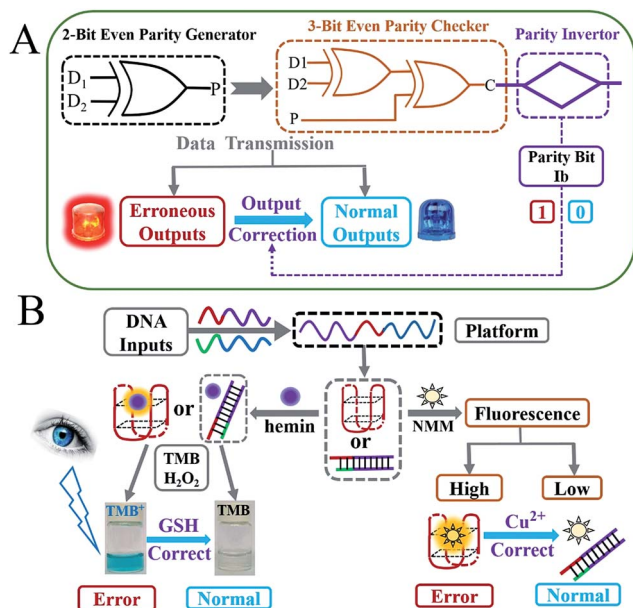 A
2-Bit Even Parity Generator
3-Bit Even Parity Checker
Parity Invertor
D1
D2
P
D1
D2
P
C
Data Transmission
Parity Bit
Ib
1
0
Erroneous
Outputs
Output
Correction
Normal
Outputs
B
DNA
Inputs
Platform
or
hemin
or
NMM
Fluorescence
TMB
H2O2
High
Low
TMB+
GSH
Correct
TMB
Cu2+
Correct
Error
Normal
Error
Normal